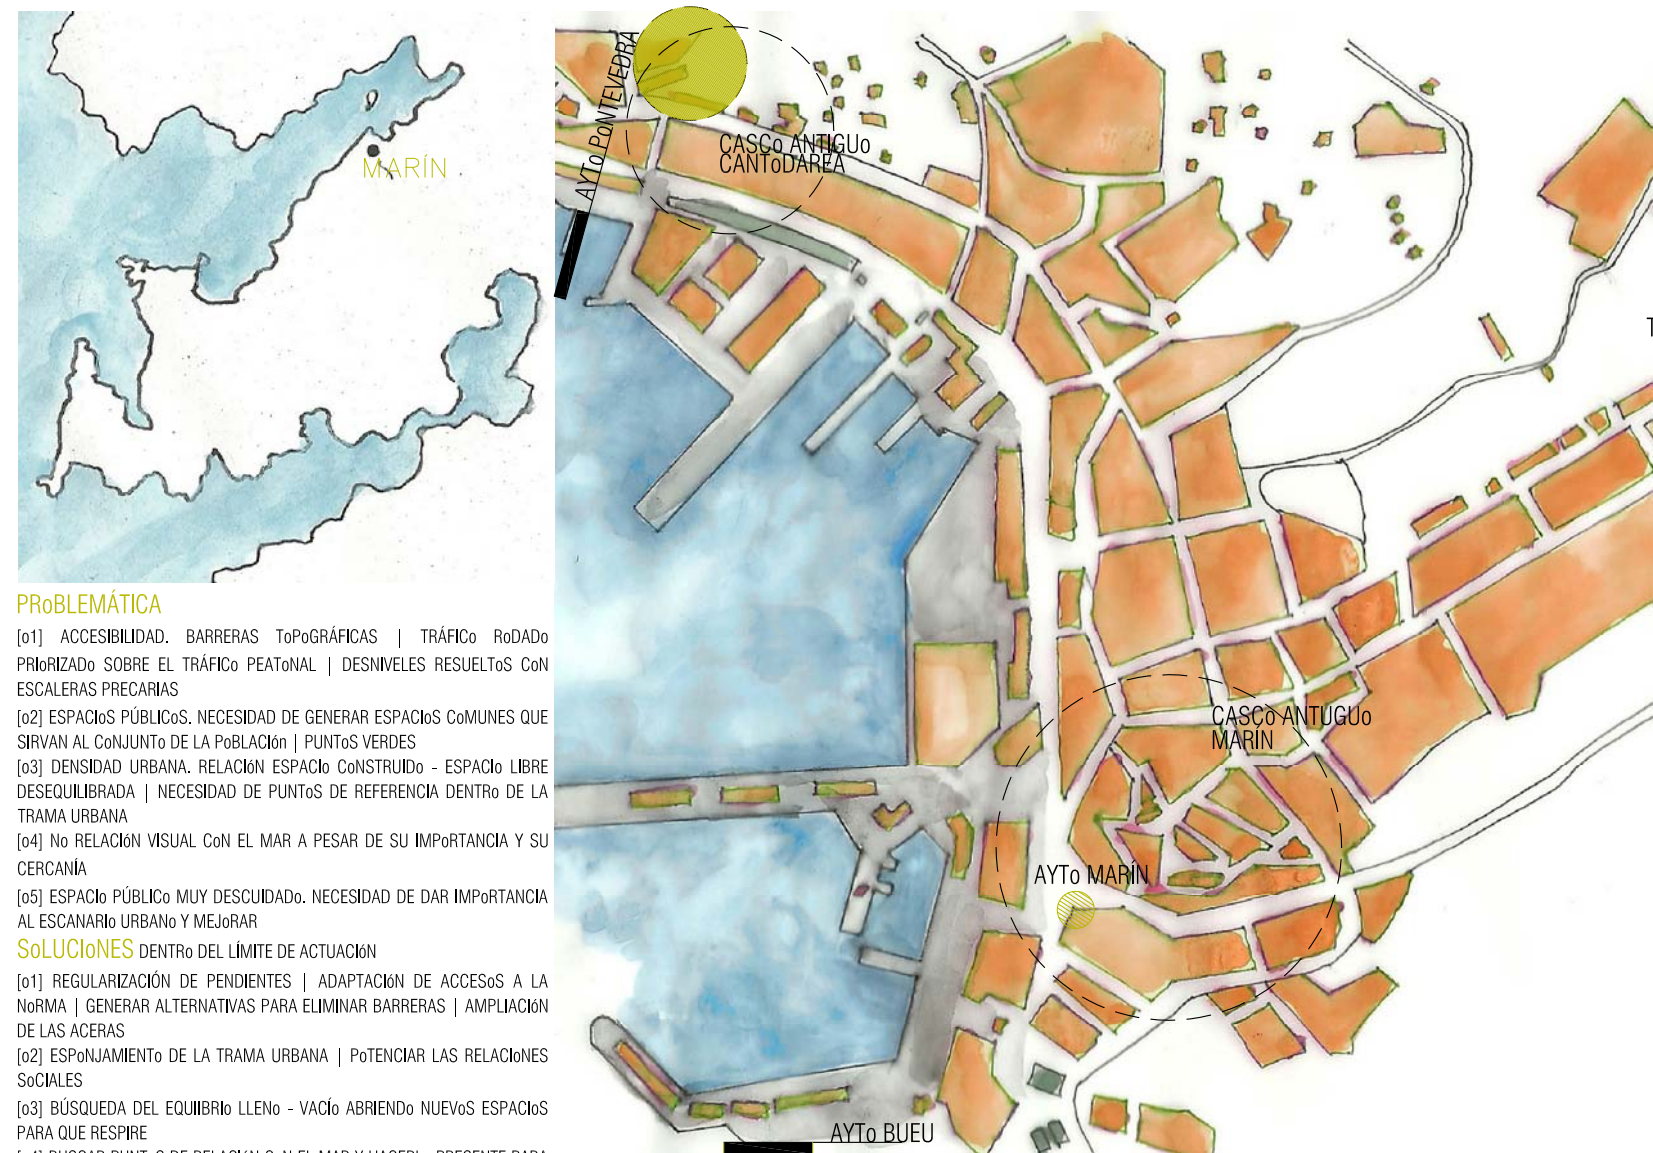 MARÍN
PRoBLEMÁTICA
[o1] ACCESIBILIDAD. BARRERAS ToPoGRÁFICAS | TRÁFICo RoDADo
PRIoRIZADo SOBRE EL TRÁFICo PEAToNAL | DESNIVELES RESUELToS CoN
ESCALERAS PRECARIAS
[o2] ESPACIoS PÚBLICoS. NECESIDAD DE GENERAR ESPACIoS CoMUNES QUE
SIRVAN AL CoNJUNTo DE LA PoBLACIón | PUNToS VERDES
[o3] DENSIDAD URBANA. RELACIóN ESPACIo CoNSTRUIDo - ESPACIo LIBRE
DESEQUILIBRADA | NECESIDAD DE PUNToS DE REFERENCIA DENTRo DE LA
TRAMA URBANA
[o4] No RELACIóN VISUAL CoN EL MAR A PESAR DE SU IMPoRTANCIA Y SU
CERCANÍA
[o5] ESPACIo PÚBLICo MUY DESCUIDADo. NECESIDAD DE DAR IMPoRTANCIA
AL ESCANARIo URBANo Y MEJoRAR
SoLUCIoNES DENTRo DEL LÍMITE DE ACTUACIóN
[o1] REGULARIZACIÓN DE PENDIENTES | ADAPTACIóN DE ACCESoS A LA
NoRMA | GENERAR ALTERNATIVAS PARA ELIMINAR BARRERAS | AMPLIACIóN
DE LAS ACERAS
[o2] ESPoNJAMIENTo DE LA TRAMA URBANA | PoTENCIAR LAS RELACIoNES
SoCIALES
[o3] BÚSQUEDA DEL EQUIIBRIo LLENo - VACÍo ABRIENDo NUEVoS ESPACIoS
PARA QUE RESPIRE
AYTo PoNTEVEDRA
CASCo ANTIGUo
CANToDAREA
CASCo ANTUGUo
MARÍN
AYTo MARÍN
AYTo BUEU